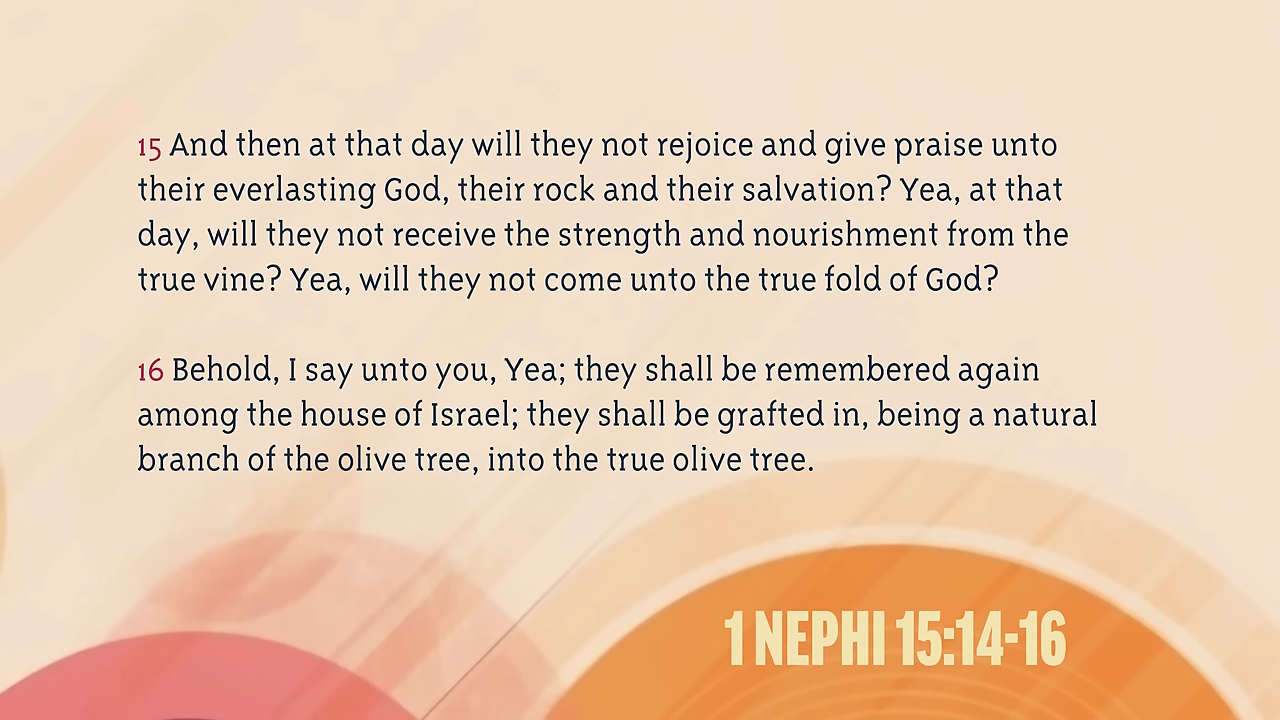 15 And then at that day will they not rejoice and give praise unto
their everlasting God, their rock and their salvation? Yea, at that
day, will they not receive the strength and nourishment from the
true vine? Yea, will they not come unto the true fold of God?
16 Behold, I say unto you, Yea; they shall be remembered again
among the house of Israel; they shall be grafted in, being a natural
branch of the olive tree, into the true olive tree.
1 NEPHI 15:14-16